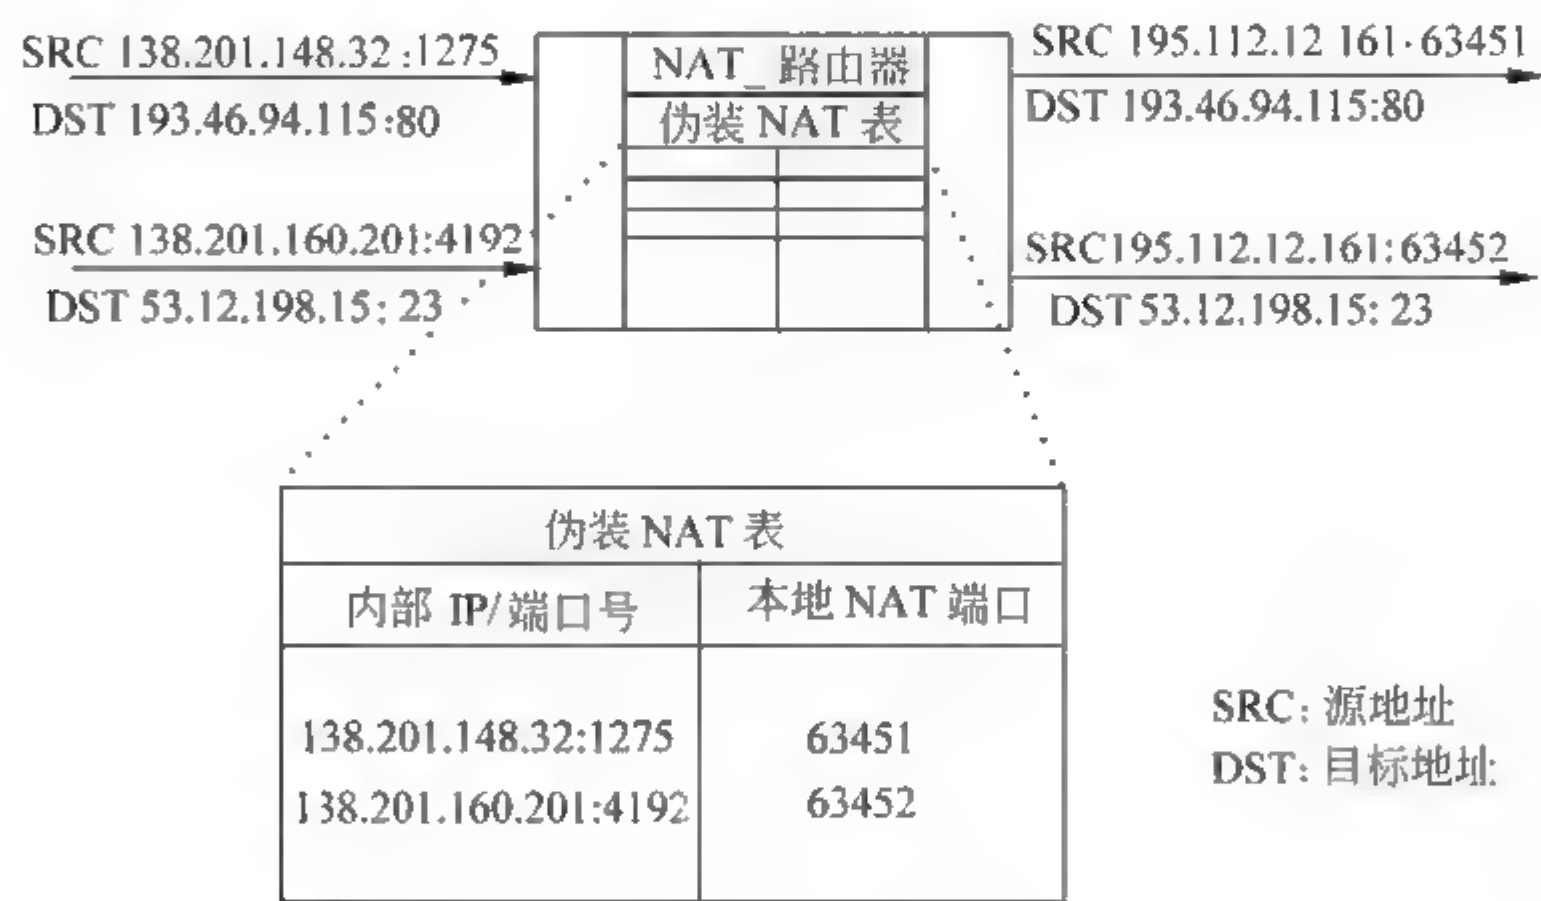 SRC 138.201.148.32:1275
DST 193.46.94.115:80
SRC 138.201.160.201:4192
DST 53.12.198.15: 23
NAT_路由器
伪装 NAT 表
SRC 195.112.12 161·63451
DST 193.46.94.115:80
SRC195.112.12.161:63452
DST 53.12.198.15: 23
伪装 NAT 表
内部 IP/端口号
本地 NAT 端口
138.201.148.32:1275
63451
138.201.160.201:4192
63452
SRC: 源地址
DST: 目标地址